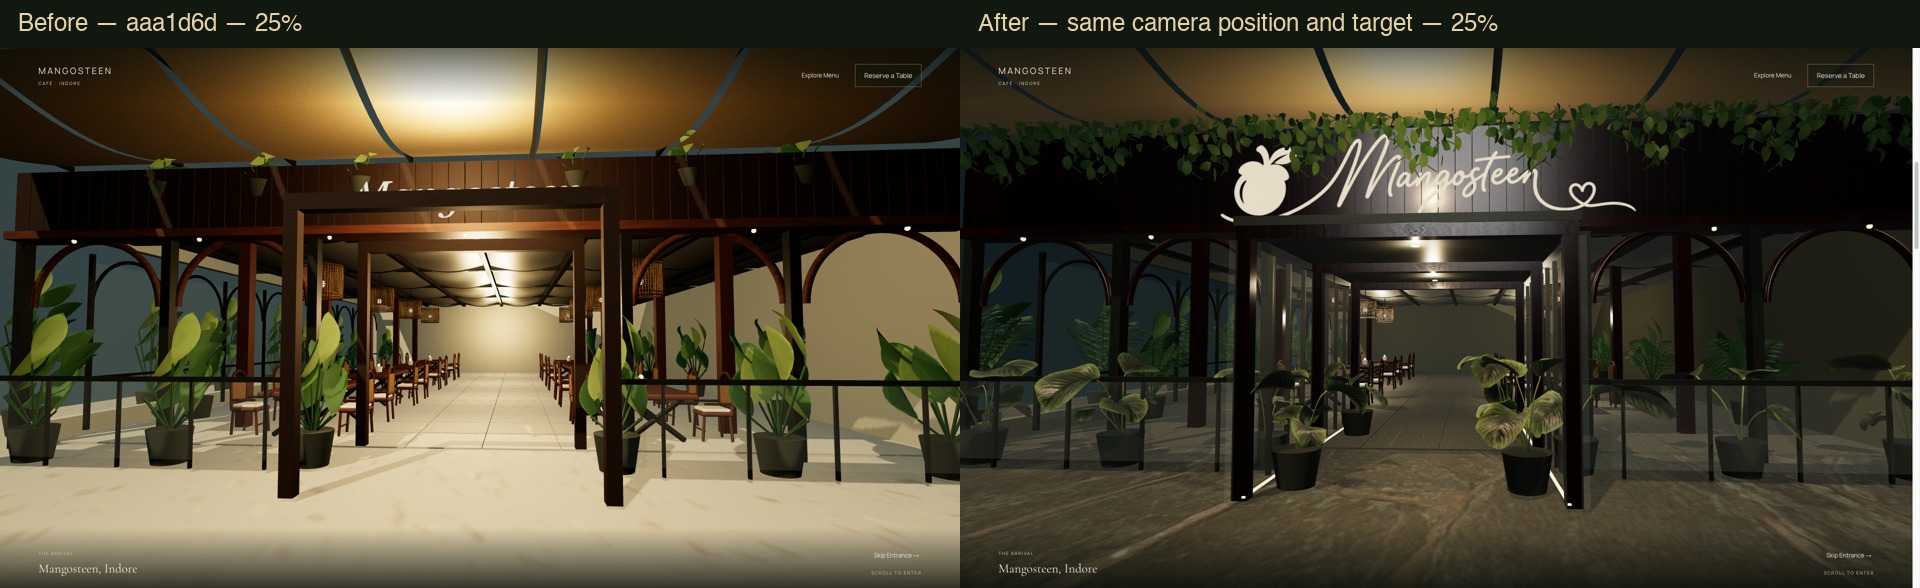 Before — aaa1d6d — 25%
After — same camera position and target — 25%
MANGOSTEEN
CAFÉ · INDORE
Explore Menu
Reserve a Table
Mangosteen
THE ARRIVAL
Mangosteen, Indore
Skip Entrance →
SCROLL TO ENTER
MANGOSTEEN
CAFÉ · INDORE
Explore Menu
Reserve a Table
Mangosteen
THE ARRIVAL
Mangosteen, Indore
Skip Entrance →
SCROLL TO ENTER